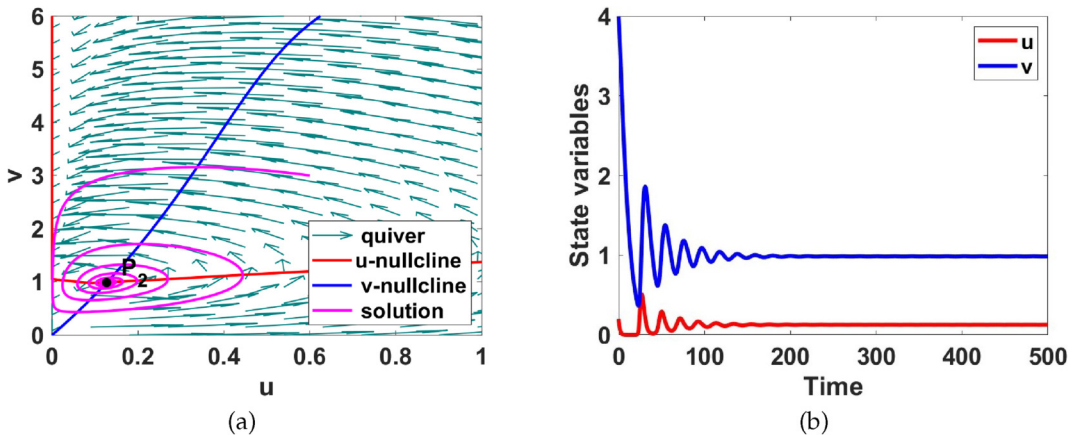 6
5
4
3
2
1
0
v
0 0.2 0.4 0.6 0.8 1
u
P2
quiver
u-nullcline
v-nullcline
solution
(a)
4
3
2
1
0
State variables
0 100 200 300 400 500
Time
u
v
(b)